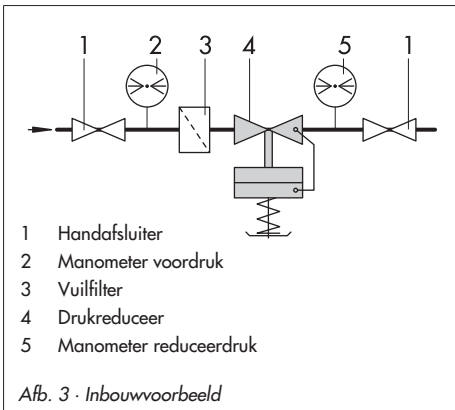 1 2 3 4 5 1
1 Handafsluiter
2 Manometer voordruk
3 Vuilfilter
4 Drukreduceer
5 Manometer reduceerdruk
Afb. 3 · Inbouwvoorbeeld